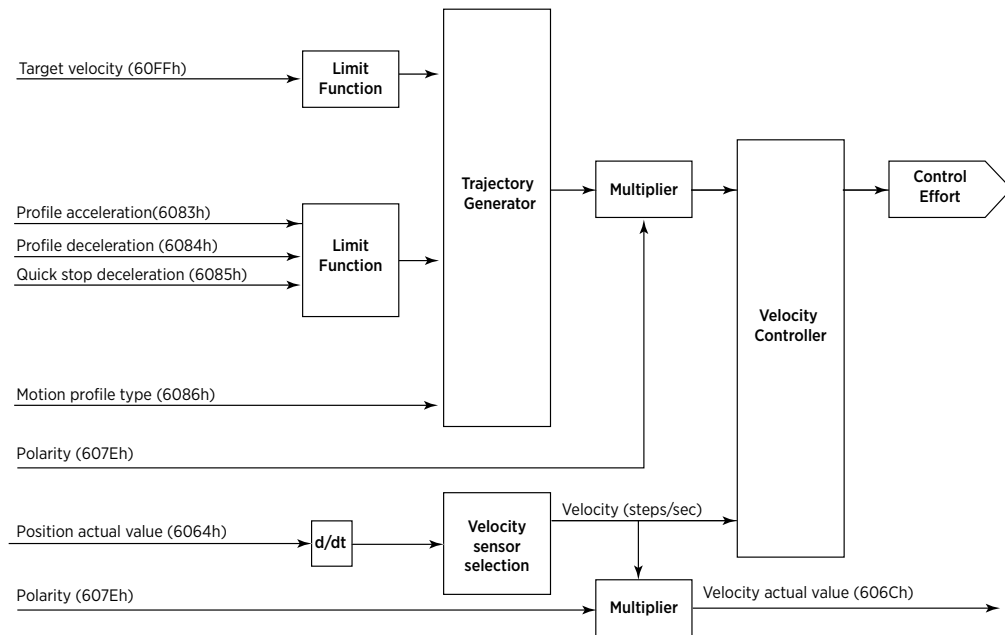 Target velocity (60FFh)
Limit
Function
Trajectory
Generator
Multiplier
Control
Effort
Profile acceleration(6083h)
Profile deceleration (6084h)
Quick stop deceleration (6085h)
Limit
Function
Velocity
Controller
Motion profile type (6086h)
Polarity (607Eh)
Position actual value (6064h)
d/dt
Velocity
sensor
selection
Velocity (steps/sec)
Polarity (607Eh)
Multiplier
Velocity actual value (606Ch)